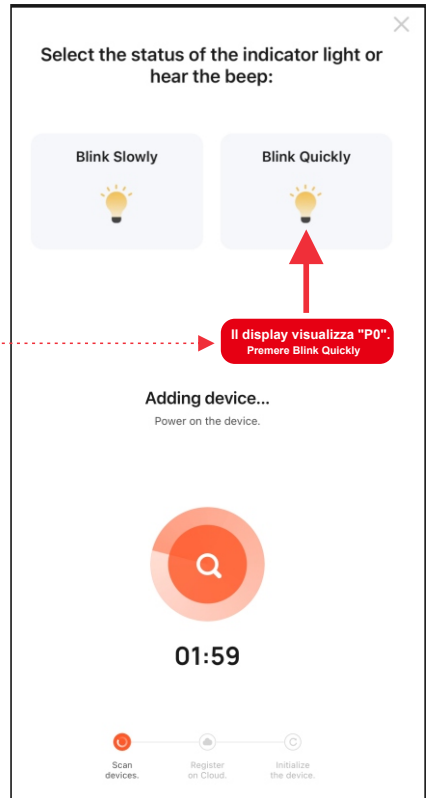 Select the status of the indicator light or
hear the beep:
Blink Slowly
Blink Quickly
Il display visualizza "P0".
Premere Blink Quickly
Adding device...
Power on the device.
01:59
Scan
devices.
Register
on Cloud.
Initialize
the device.